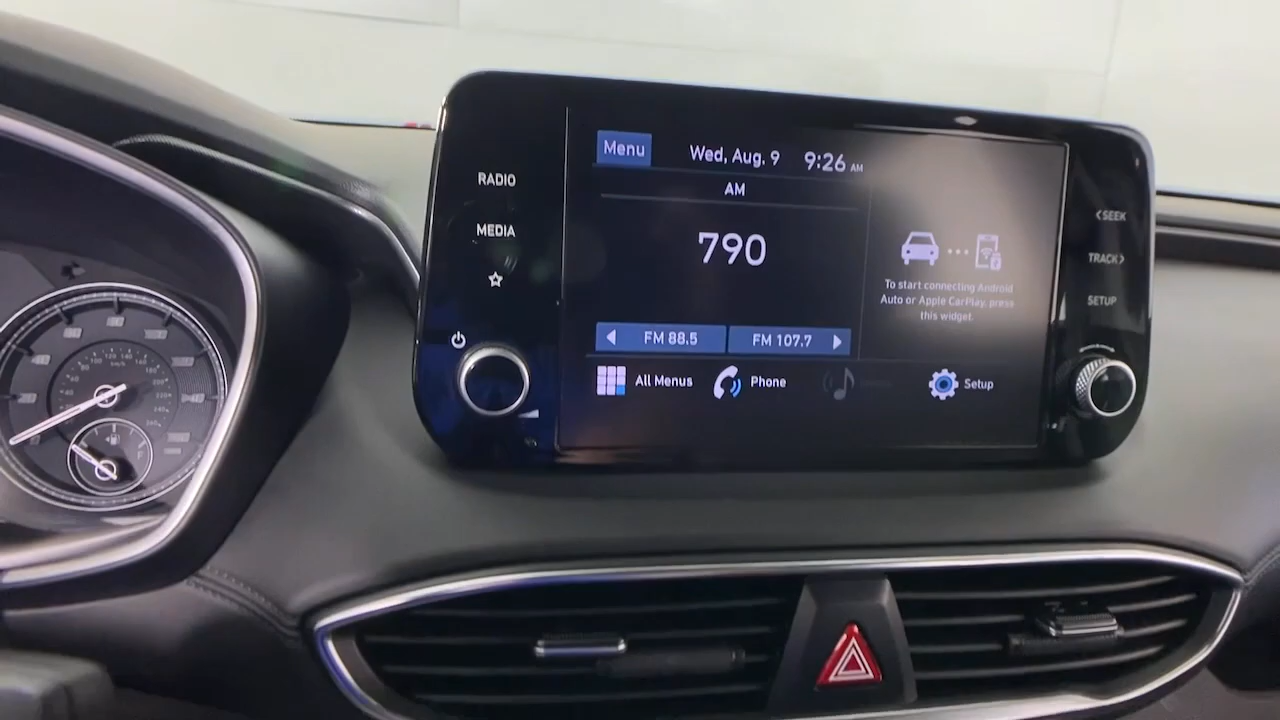 RADIO
MEDIA
Menu
Wed, Aug. 9 9:26 AM
AM
790
FM 88.5
FM 107.7
All Menus
Phone
Setup
To start connecting Android
Auto or Apple CarPlay, press
this widget.
<SEEK
TRACK>
SETUP